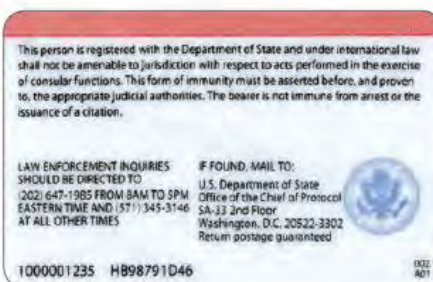 This person is registered with the Department of State and under international law
shall not be amenable to jurisdiction with respect to acts performed in the exercise
of consular functions. This form of immunity must be asserted before, and proven
to, the appropriate judicial authorities. The bearer is not immune from arrest or the
issuance of a citation.
LAW ENFORCEMENT INQUIRIES
SHOULD BE DIRECTED TO
(202) 647-1985 FROM 8AM TO 5PM
EASTERN TIME AND (571) 345-3146
AT ALL OTHER TIMES
IF FOUND, MAIL TO:
U.S. Department of State
Office of the Chief of Protocol
SA-33 2nd Floor
Washington, D.C. 20522-3302
Return postage guaranteed
1000001235 HB98791D46
002
A01